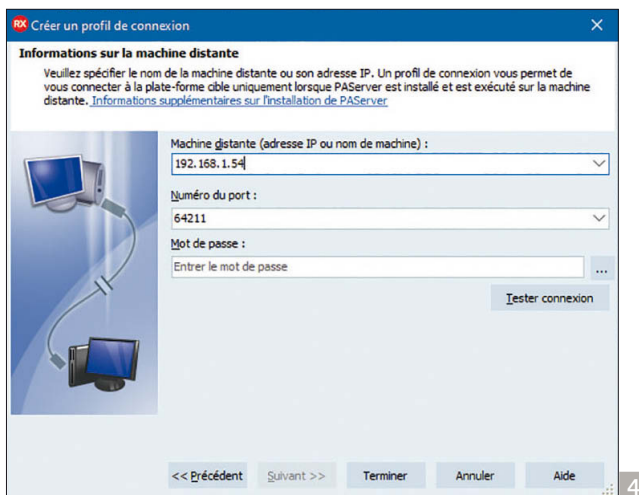 RX Créer un profil de connexion
Informations sur la machine distante
Veuillez spécifier le nom de la machine distante ou son adresse IP. Un profil de connexion vous permet de
vous connecter à la plate-forme cible uniquement lorsque PAServer est installé et est exécuté sur la machine
distante. Informations supplémentaires sur l'installation de PAServer
Machine distante (adresse IP ou nom de machine) :
192.168.1.54
Numéro du port :
64211
Mot de passe :
Entrer le mot de passe
...
Tester connexion
<< Précédent Suivant >> Terminer Annuler Aide
4